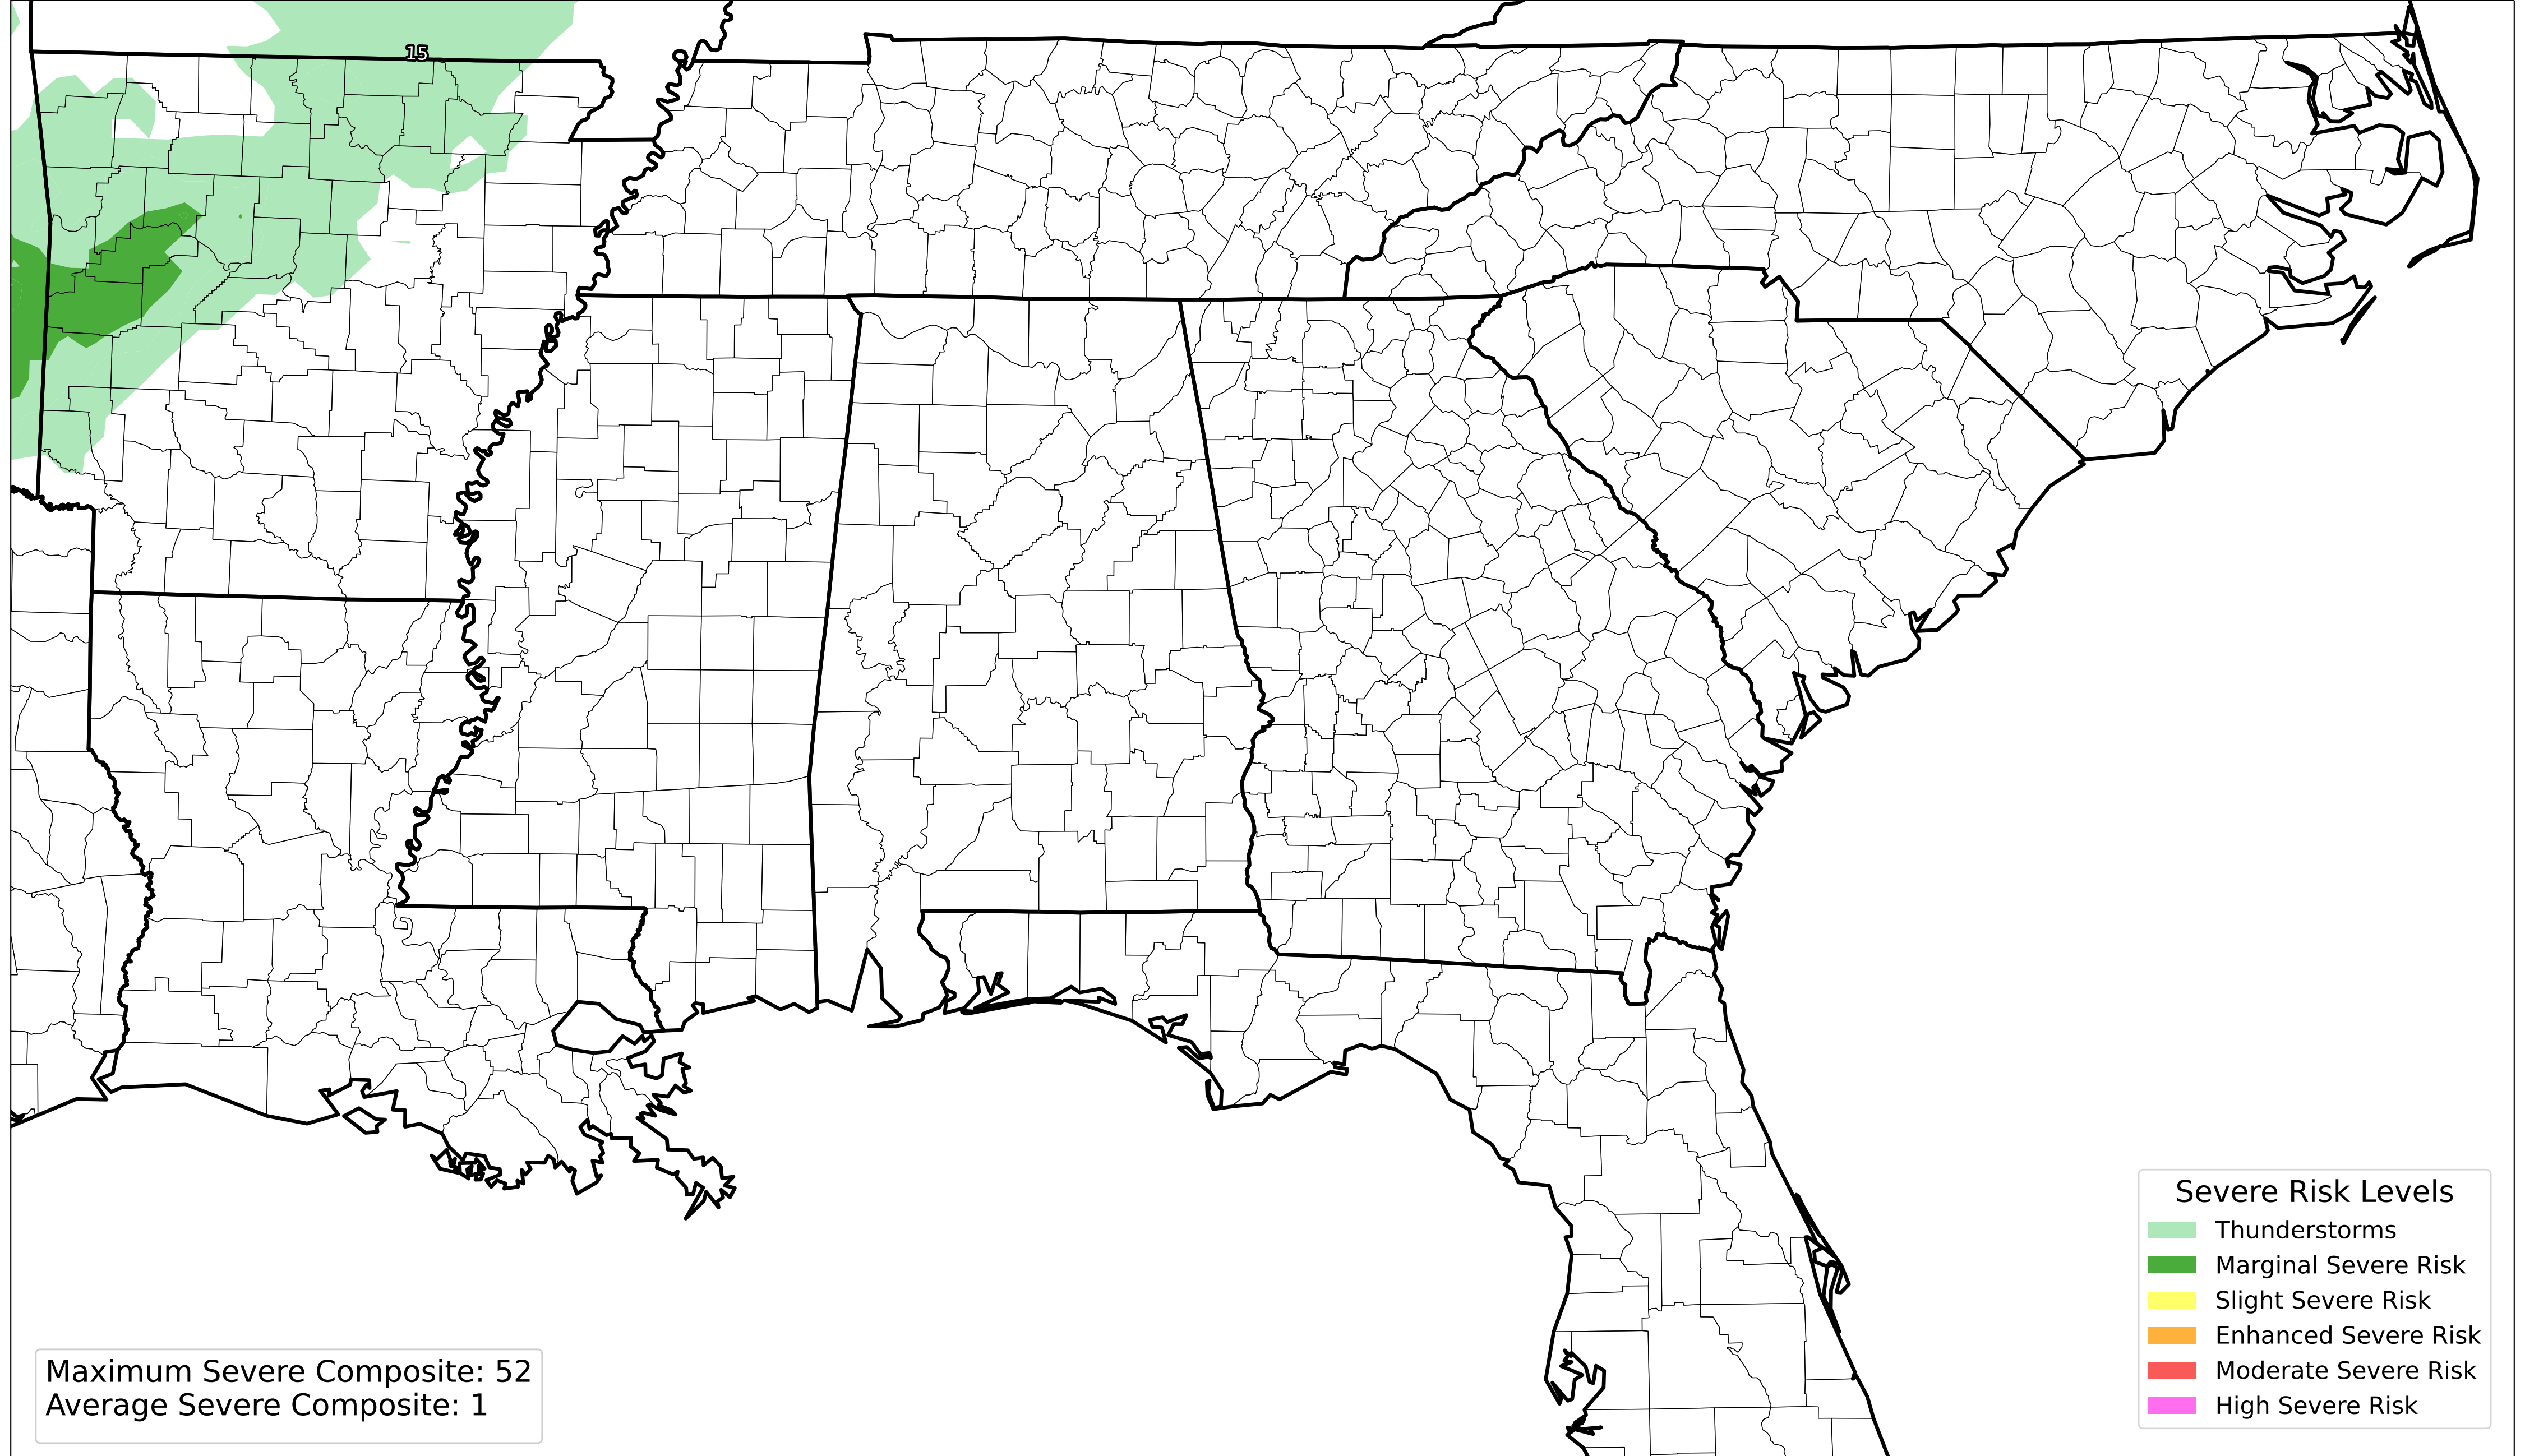 15
Maximum Severe Composite: 52
Average Severe Composite: 1
Severe Risk Levels
Thunderstorms
Marginal Severe Risk
Slight Severe Risk
Enhanced Severe Risk
Moderate Severe Risk
High Severe Risk